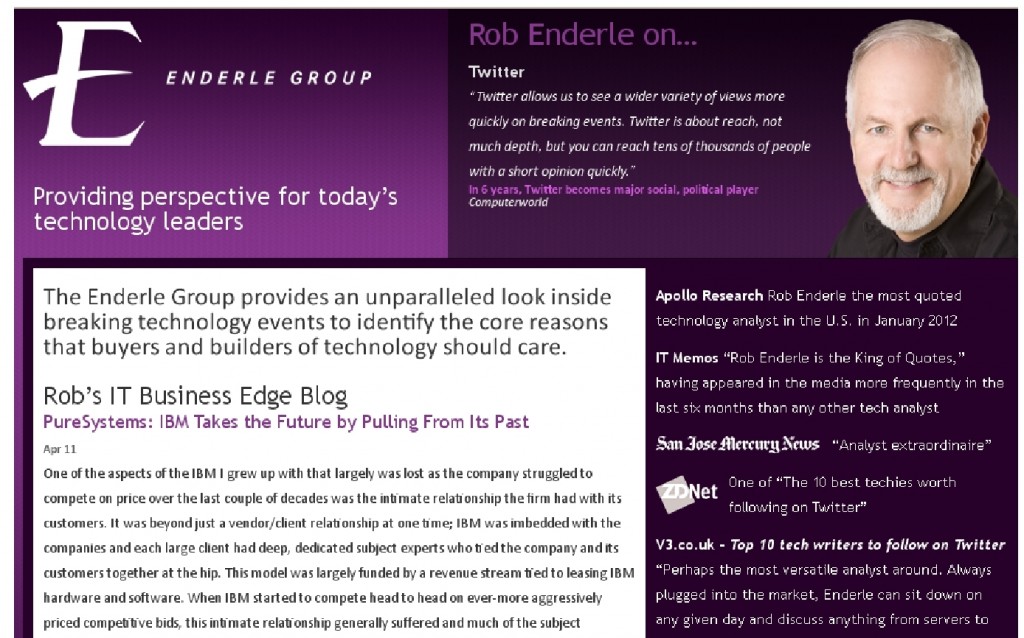 E
ENDERLE GROUP
Providing perspective for today's
technology leaders
Rob Enderle on...
Twitter
"Twitter allows us to see a wider variety of views more
quickly on breaking events. Twitter is about reach, not
much depth, but you can reach tens of thousands of people
with a short opinion quickly."
In 6 years, Twitter becomes major social, political player
Computerworld
The Enderle Group provides an unparalleled look inside
breaking technology events to identify the core reasons
that buyers and builders of technology should care.
Rob's IT Business Edge Blog
PureSystems: IBM Takes the Future by Pulling From Its Past
Apr 11
One of the aspects of the IBM I grew up with that largely was lost as the company struggled to
compete on price over the last couple of decades was the intimate relationship the firm had with its
customers. It was beyond just a vendor/client relationship at one time; IBM was imbedded with the
companies and each large client had deep, dedicated subject experts who tied the company and its
customers together at the hip. This model was largely funded by a revenue stream tied to leasing IBM
hardware and software. When IBM started to compete head to head on ever-more aggressively
priced competitive bids, this intimate relationship generally suffered and much of the subject
Apollo Research Rob Enderle the most quoted
technology analyst in the U.S. in January 2012
IT Memos "Rob Enderle is the King of Quotes,"
having appeared in the media more frequently in the
last six months than any other tech analyst
San Jose Mercury News "Analyst extraordinaire"
ZDNet One of "The 10 best techies worth
following on Twitter"
V3.co.uk - Top 10 tech writers to follow on Twitter
"Perhaps the most versatile analyst around. Always
plugged into the market, Enderle can sit down on
any given day and discuss anything from servers to